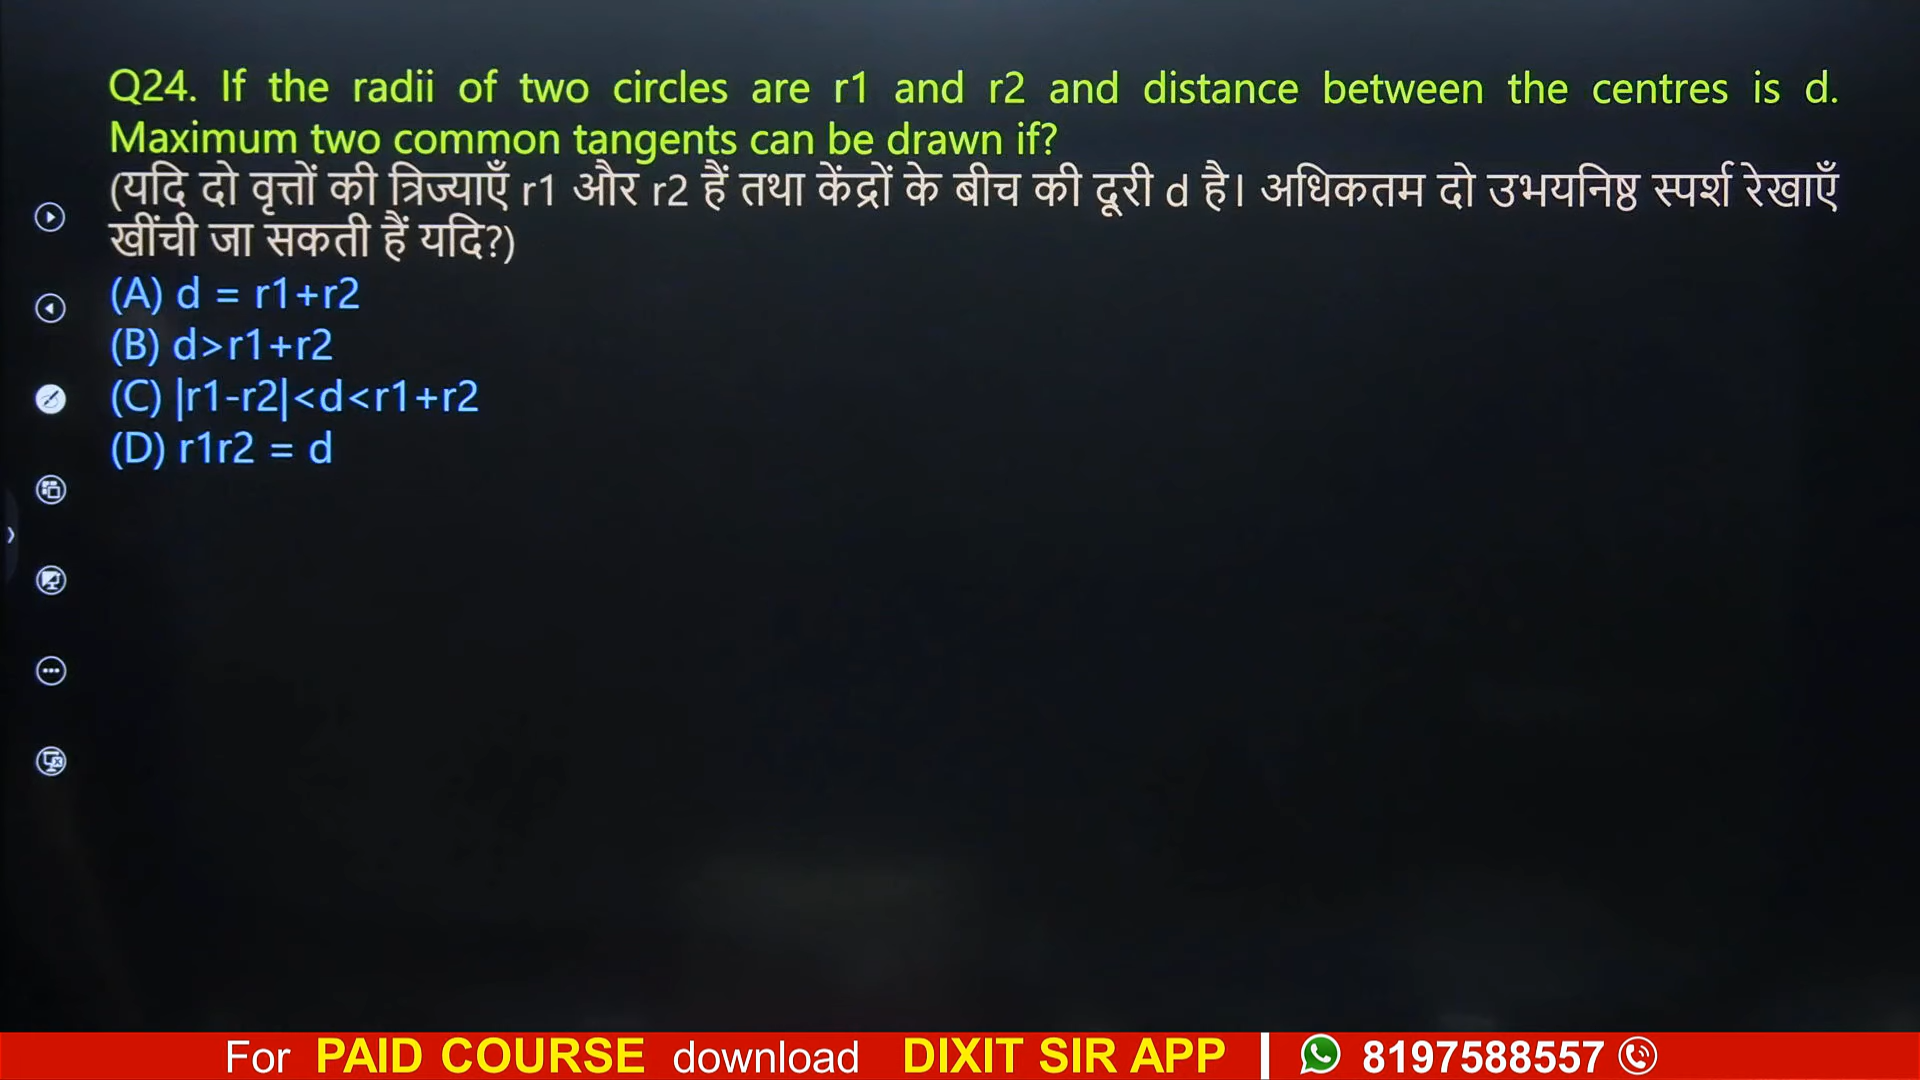 Q24. If the radii of two circles are r1 and r2 and distance between the centres is d.
Maximum two common tangents can be drawn if?
(यदि दो वृत्तों की त्रिज्याएँ r1 और r2 हैं तथा केंद्रों के बीच की दूरी d है। अधिकतम दो उभयनिष्ठ स्पर्श रेखाएँ
खींची जा सकती हैं यदि?)
(A) d = r1+r2
(B) d>r1+r2
(C) |r1-r2|<d<r1+r2
(D) r1r2 = d
For PAID COURSE download DIXIT SIR APP | 8197588557